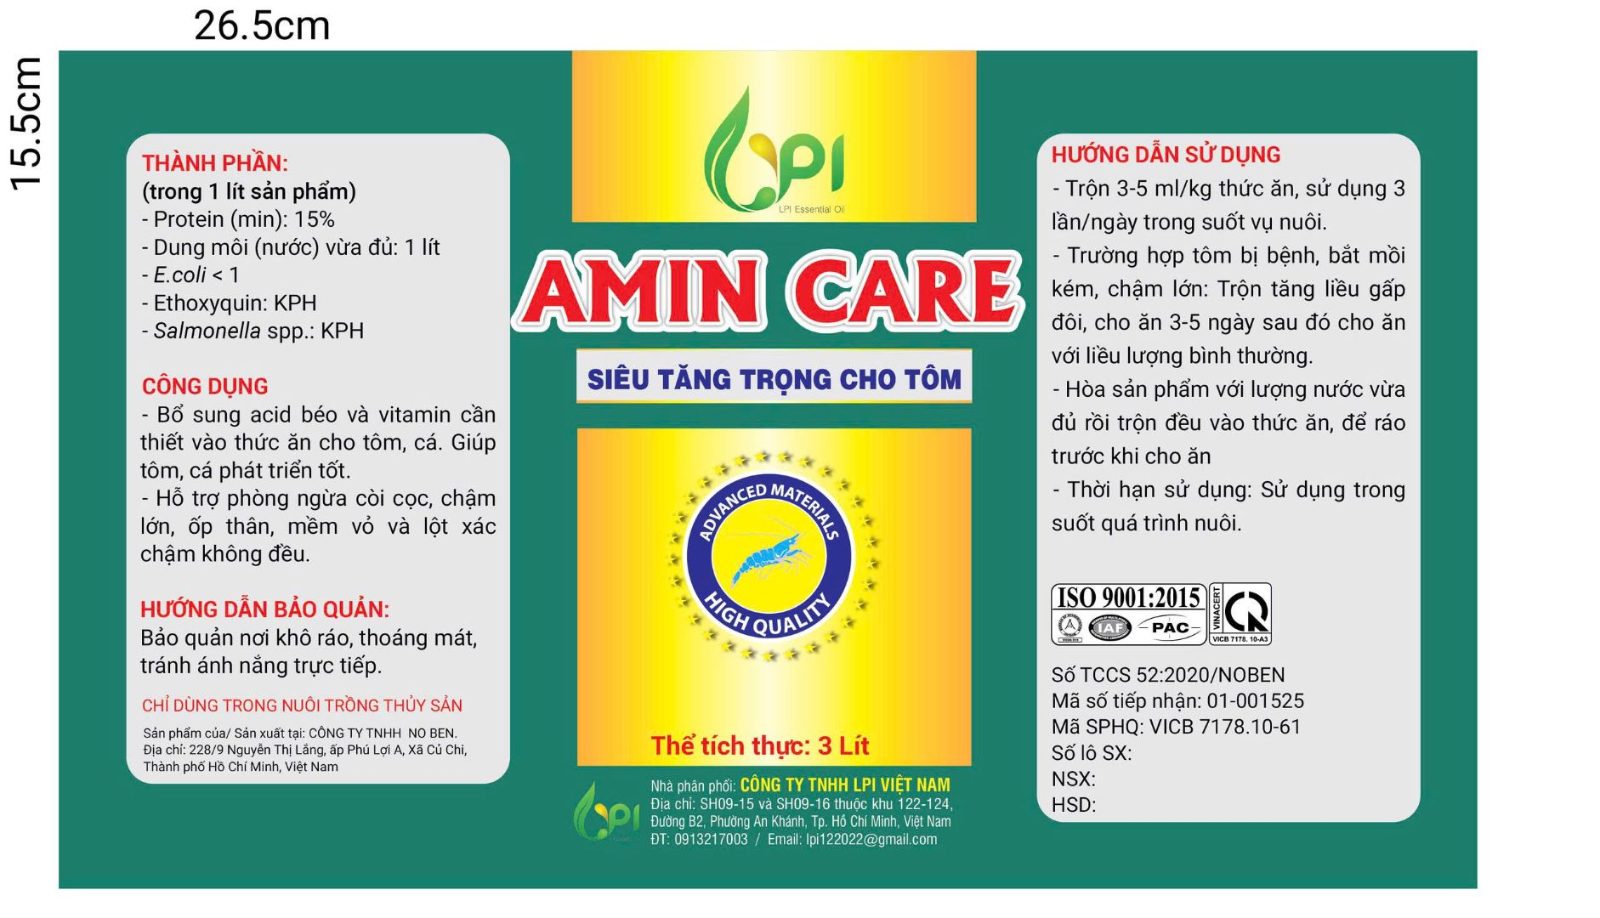 26.5cm
15.5cm
THÀNH PHẦN:
(trong 1 lít sản phẩm)
- Protein (min): 15%
- Dung môi (nước) vừa đủ: 1 lít
- E.coli < 1
- Ethoxyquin: KPH
- Salmonella spp.: KPH
CÔNG DỤNG
- Bổ sung acid béo và vitamin cần
thiết vào thức ăn cho tôm, cá. Giúp
tôm, cá phát triển tốt.
- Hỗ trợ phòng ngừa còi cọc, chậm
lớn, ốp thân, mềm vỏ và lột xác
chậm không đều.
HƯỚNG DẪN BẢO QUẢN:
Bảo quản nơi khô ráo, thoáng mát,
tránh ánh nắng trực tiếp.
CHỈ DÙNG TRONG NUÔI TRỒNG THỦY SẢN
Sản phẩm của/ Sản xuất tại: CÔNG TY TNHH NO BEN.
Địa chỉ: 228/9 Nguyễn Thị Lắng, ấp Phú Lợi A, Xã Củ Chi,
Thành phố Hồ Chí Minh, Việt Nam
LPI
LPI Essential Oil
AMIN CARE
SIÊU TĂNG TRỌNG CHO TÔM
ADVANCED MATERIALS
HIGH QUALITY
Thể tích thực: 3 Lít
LPI
Nhà phân phối: CÔNG TY TNHH LPI VIỆT NAM
Địa chỉ: SH09-15 và SH09-16 thuộc khu 122-124,
Đường B2, Phường An Khánh, Tp. Hồ Chí Minh, Việt Nam
ĐT: 0913217003 / Email: lpi122022@gmail.com
HƯỚNG DẪN SỬ DỤNG
- Trộn 3-5 ml/kg thức ăn, sử dụng 3
lần/ngày trong suốt vụ nuôi.
- Trường hợp tôm bị bệnh, bắt mồi
kém, chậm lớn: Trộn tăng liều gấp
đôi, cho ăn 3-5 ngày sau đó cho ăn
với liều lượng bình thường.
- Hòa sản phẩm với lượng nước vừa
đủ rồi trộn đều vào thức ăn, để ráo
trước khi cho ăn
- Thời hạn sử dụng: Sử dụng trong
suốt quá trình nuôi.
ISO 9001:2015
IAF
PAC
VINACERT
VICB 7178. 10-A3
Số TCCS 52:2020/NOBEN
Mã số tiếp nhận: 01-001525
Mã SPHQ: VICB 7178.10-61
Số lô SX:
NSX:
HSD: